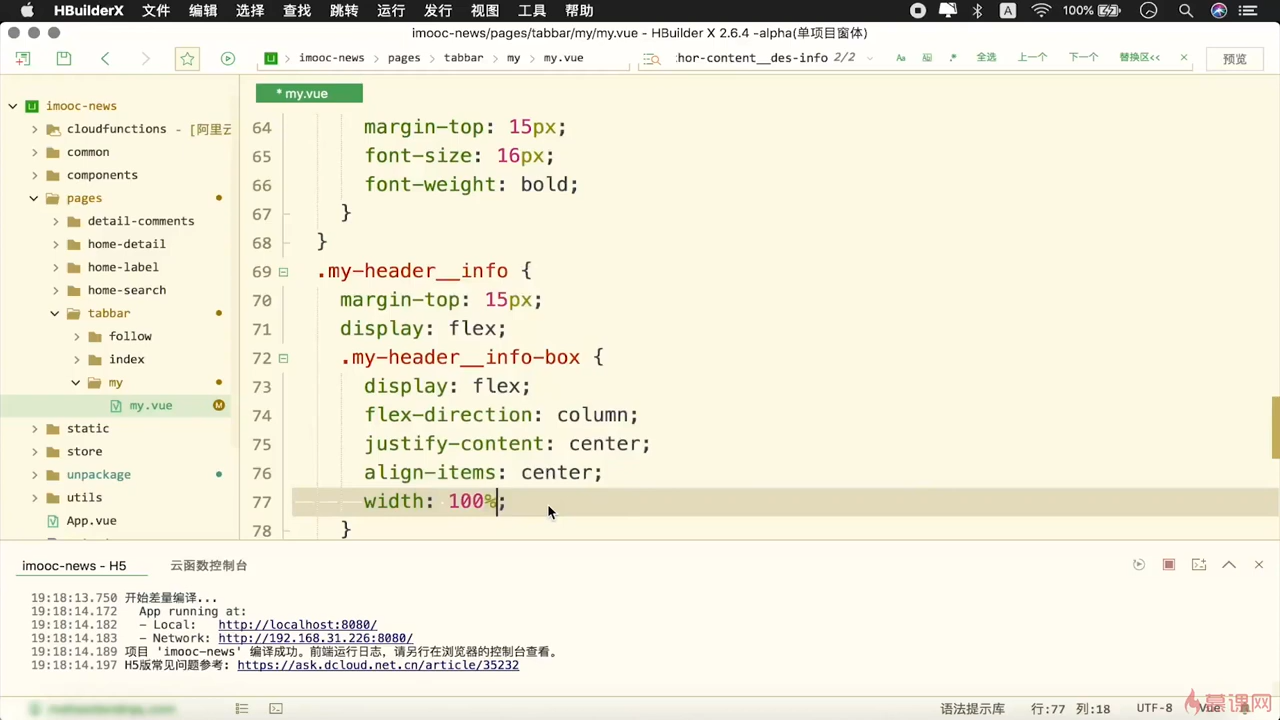 HBuilderX 文件 编辑 选择 查找 跳转 运行 发行 视图 工具 帮助 A 100%
imooc-news/pages/tabbar/my/my.vue - HBuilder X 2.6.4 -alpha(单项目窗体)
imooc-news pages tabbar my my.vue :hor-content__des-info 2/2 Aa .* 全选 上一个 下一个 替换区<< 预览
* my.vue
imooc-news
cloudfunctions - [阿里云
common
components
pages
detail-comments
home-detail
home-label
home-search
tabbar
follow
index
my
my.vue M
static
store
unpackage
utils
App.vue
64 margin-top: 15px;
65 font-size: 16px;
66 font-weight: bold;
67 }
68 }
69 .my-header__info {
70 margin-top: 15px;
71 display: flex;
72 .my-header__info-box {
73 display: flex;
74 flex-direction: column;
75 justify-content: center;
76 align-items: center;
77 width: 100%;
78 }
imooc-news - H5 云函数控制台
19:18:13.750 开始差量编译...
19:18:14.172 App running at:
19:18:14.182 - Local: http://localhost:8080/
19:18:14.183 - Network: http://192.168.31.226:8080/
19:18:14.189 项目 'imooc-news' 编译成功。前端运行日志，请另行在浏览器的控制台查看。
19:18:14.197 H5版常见问题参考: https://ask.dcloud.net.cn/article/35232
语法提示库 行:77 列:18 UTF-8 Vue
慕课网